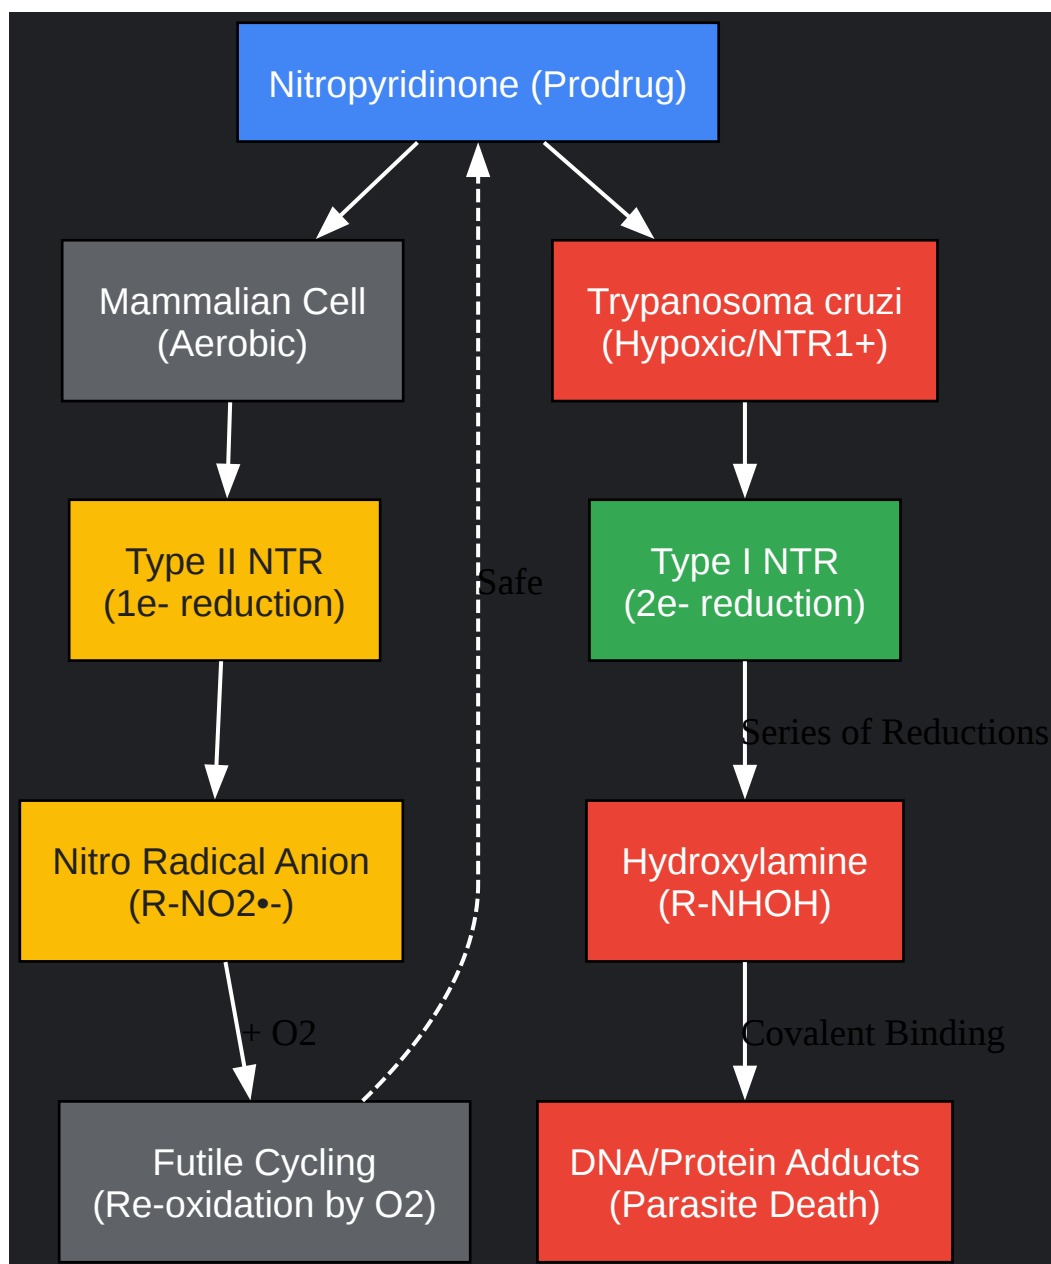 Nitropyridinone (Prodrug)
Mammalian Cell
(Aerobic)
Trypanosoma cruzi
(Hypoxic/NTR1+)
Type II NTR
(1e- reduction)
Safe
Type I NTR
(2e- reduction)
Series of Reductions
Nitro Radical Anion
(R-NO2•-)
Hydroxylamine
(R-NHOH)
+ O2
Covalent Binding
Futile Cycling
(Re-oxidation by O2)
DNA/Protein Adducts
(Parasite Death)